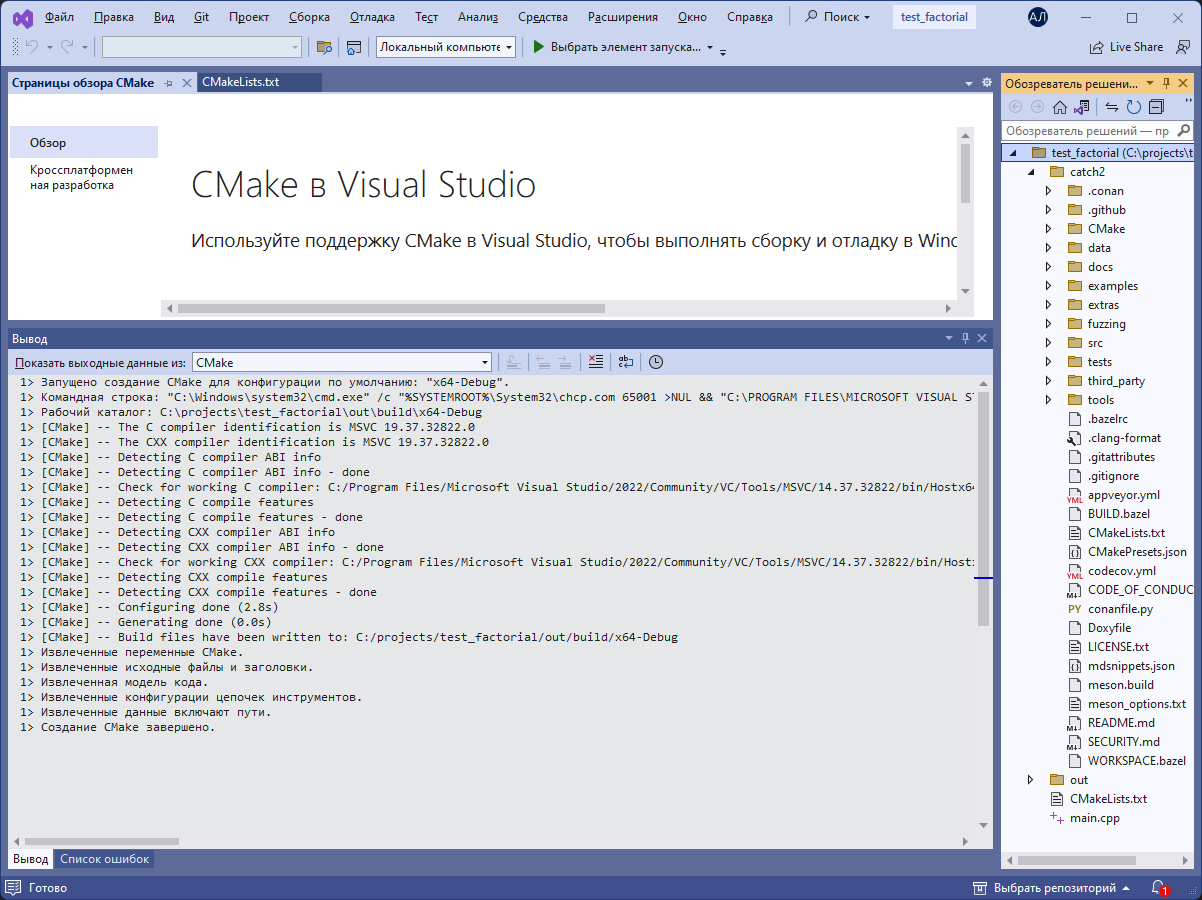 Файл Правка Вид Git Проект Сборка Отладка Тест Анализ Средства Расширения Окно Справка Поиск test_factorial АЛ
Локальный компьюте Выбрать элемент запуска... Live Share
Страницы обзора CMake CMakeLists.txt
Обзор
Кроссплатформен
ная разработка
CMake в Visual Studio
Используйте поддержку CMake в Visual Studio, чтобы выполнять сборку и отладку в Wind
Вывод
Показать выходные данные из: CMake
1> Запущено создание CMake для конфигурации по умолчанию: "x64-Debug".
1> Командная строка: "C:\Windows\system32\cmd.exe" /c "%SYSTEMROOT%\System32\chcp.com 65001 >NUL && "C:\PROGRAM FILES\MICROSOFT VISUAL ST
1> Рабочий каталог: C:\projects\test_factorial\out\build\x64-Debug
1> [CMake] -- The C compiler identification is MSVC 19.37.32822.0
1> [CMake] -- The CXX compiler identification is MSVC 19.37.32822.0
1> [CMake] -- Detecting C compiler ABI info
1> [CMake] -- Detecting C compiler ABI info - done
1> [CMake] -- Check for working C compiler: C:/Program Files/Microsoft Visual Studio/2022/Community/VC/Tools/MSVC/14.37.32822/bin/Hostx64
1> [CMake] -- Detecting C compile features
1> [CMake] -- Detecting C compile features - done
1> [CMake] -- Detecting CXX compiler ABI info
1> [CMake] -- Detecting CXX compiler ABI info - done
1> [CMake] -- Check for working CXX compiler: C:/Program Files/Microsoft Visual Studio/2022/Community/VC/Tools/MSVC/14.37.32822/bin/Host
1> [CMake] -- Detecting CXX compile features
1> [CMake] -- Detecting CXX compile features - done
1> [CMake] -- Configuring done (2.8s)
1> [CMake] -- Generating done (0.0s)
1> [CMake] -- Build files have been written to: C:/projects/test_factorial/out/build/x64-Debug
1> Извлеченные переменные CMake.
1> Извлеченные исходные файлы и заголовки.
1> Извлеченная модель кода.
1> Извлеченные конфигурации цепочек инструментов.
1> Извлеченные данные включают пути.
1> Создание CMake завершено.
Вывод Список ошибок
Обозреватель решени...
Обозреватель решений — пр
test_factorial (C:\projects\t
catch2
.conan
.github
CMake
data
docs
examples
extras
fuzzing
src
tests
third_party
tools
.bazelrc
.clang-format
.gitattributes
.gitignore
YML appveyor.yml
BUILD.bazel
CMakeLists.txt
CMakePresets.json
YML codecov.yml
CODE_OF_CONDUC
PY conanfile.py
Doxyfile
LICENSE.txt
mdsnippets.json
meson.build
meson_options.txt
README.md
SECURITY.md
WORKSPACE.bazel
out
CMakeLists.txt
main.cpp
Готово Выбрать репозиторий 1